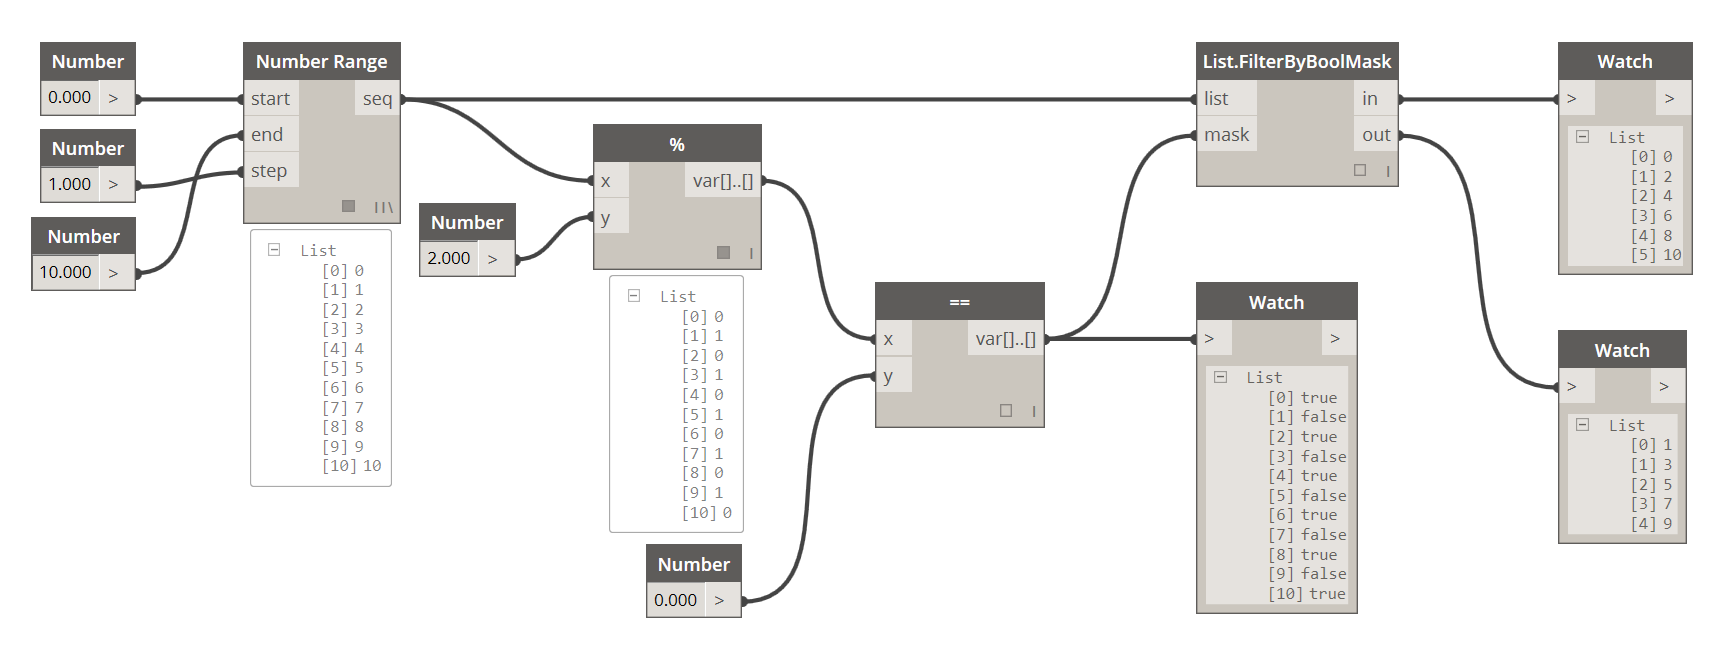 Number
0.000 >
Number
1.000 >
Number
10.000 >
Number Range
start seq
end
step
List
[0] 0
[1] 1
[2] 2
[3] 3
[4] 4
[5] 5
[6] 6
[7] 7
[8] 8
[9] 9
[10] 10
Number
2.000 >
%
x var[]..[]
y
List
[0] 0
[1] 1
[2] 0
[3] 1
[4] 0
[5] 1
[6] 0
[7] 1
[8] 0
[9] 1
[10] 0
Number
0.000 >
==
x var[]..[]
y
List.FilterByBoolMask
list in
mask out
Watch
> >
List
[0] true
[1] false
[2] true
[3] false
[4] true
[5] false
[6] true
[7] false
[8] true
[9] false
[10] true
Watch
> >
List
[0] 0
[1] 2
[2] 4
[3] 6
[4] 8
[5] 10
Watch
> >
List
[0] 1
[1] 3
[2] 5
[3] 7
[4] 9